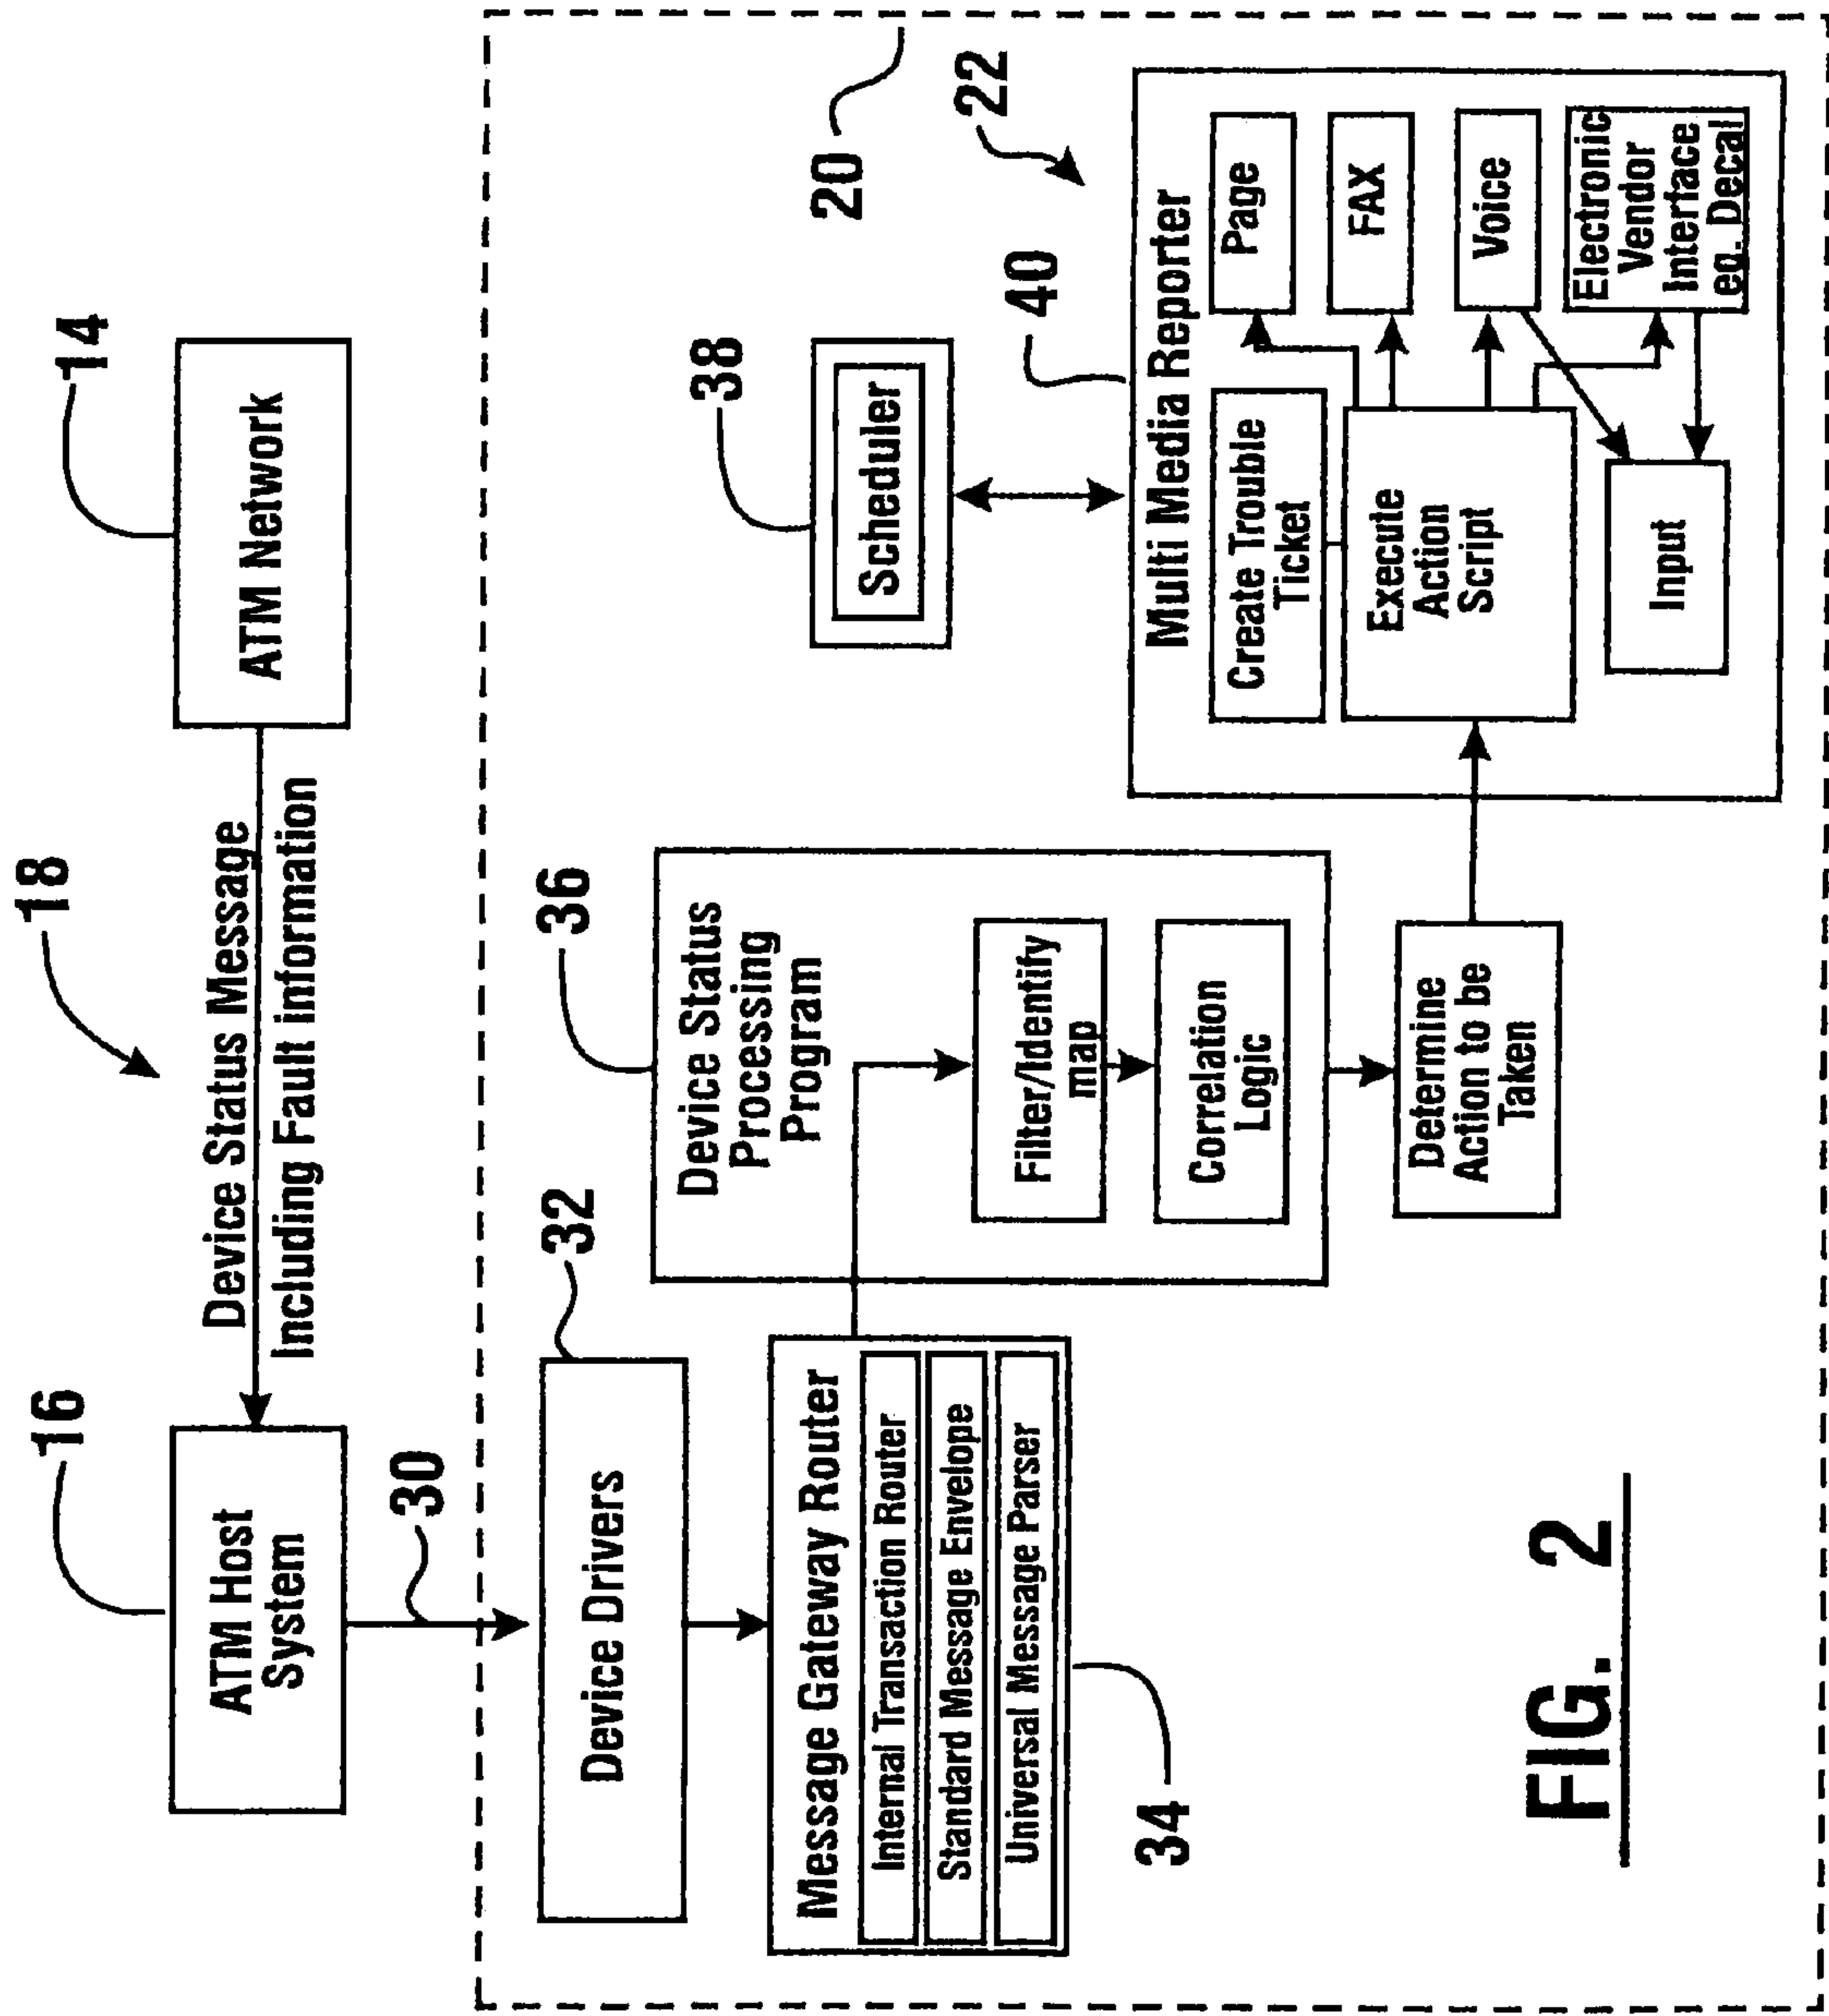 18
16
14
ATM Host
System
Device Status Message
Including Fault information
ATM Network
30
20
32
36
38
22
Device Drivers
Device Status
Processing
Program
Scheduler
40
Message Gateway Router
Internal Transaction Router
Standard Message Envelope
Universal Message Parser
34
Filter/Identify
map
Correlation
Logic
Determine
Action to be
Taken
Multi Media Reporter
Create Trouble
Ticket
Execute
Action
Script
Input
Page
FAX
Voice
Electronic
Vendor
Interface
eg. Decal
FIG. 2